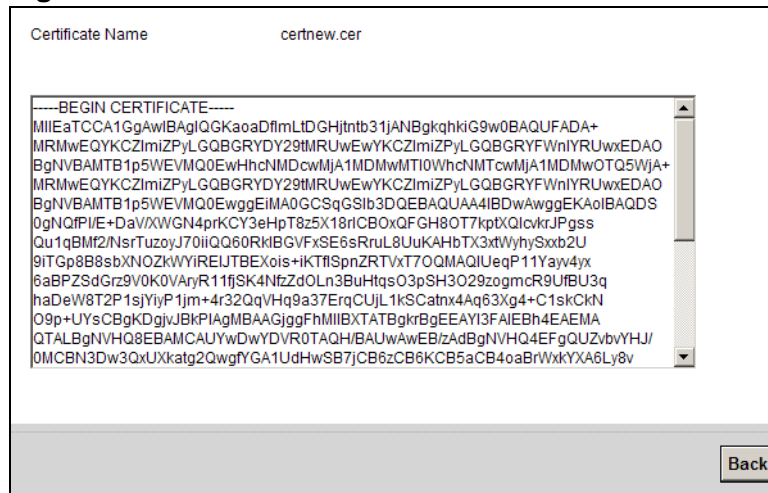 Certificate Name certnew.cer
-----BEGIN CERTIFICATE-----
MIIEaTCCA1GgAwIBAgIQGKaoaDflmLtDGHjtntb31jANBgkqhkiG9w0BAQUFADA+
MRMwEQYKCZImiZPyLGQBGRYDY29tMRUwEwYKCZImiZPyLGQBGRYFWnlYRUwxEDAO
BgNVBAMTB1p5WEVMQ0EwHhcNMDcwMjA1MDMwMTI0WhcNMTcwMjA1MDMwOTQ5WjA+
MRMwEQYKCZImiZPyLGQBGRYDY29tMRUwEwYKCZImiZPyLGQBGRYFWnlYRUwxEDAO
BgNVBAMTB1p5WEVMQ0EwggEiMA0GCSqGSIb3DQEBAQUAA4IBDwAwggEKAoIBAQDS
0gNQfPI/E+DaV/XWGN4prKCY3eHpT8z5X18rICBOxQFGH8OT7kptXQIcvkrJPgss
Qu1qBMf2/NsrTuzoyJ70iiQQ60RkIBGVFxSE6sRruL8UuKAHbTX3xtWyhySxxb2U
9iTGp8B8sbXNOZkWYiREIJTBEXois+iKTflSpnZRTVxT7OQMAQIUeqP11Yayv4yx
6aBPZSdGrz9V0K0VAryR11fjSK4NfzZdOLn3BuHtqsO3pSH3O29zogmcR9UfBU3q
haDeW8T2P1sjYiyP1jm+4r32QqVHq9a37ErqCUjL1kSCatnx4Aq63Xg4+C1skCkN
O9p+UYsCBgKDgjvJBkPIAgMBAAGjggFhMIIBXTATBgkrBgEEAYI3FAIEBh4EAEMA
QTALBgNVHQ8EBAMCAUYwDwYDVR0TAQH/BAUwAwEB/zAdBgNVHQ4EFgQUZvbvYHJ/
0MCBN3Dw3QxUXkatg2QwgfYGA1UdHwSB7jCB6zCB6KCB5aCB4oaBrWxkYXA6Ly8v
Back